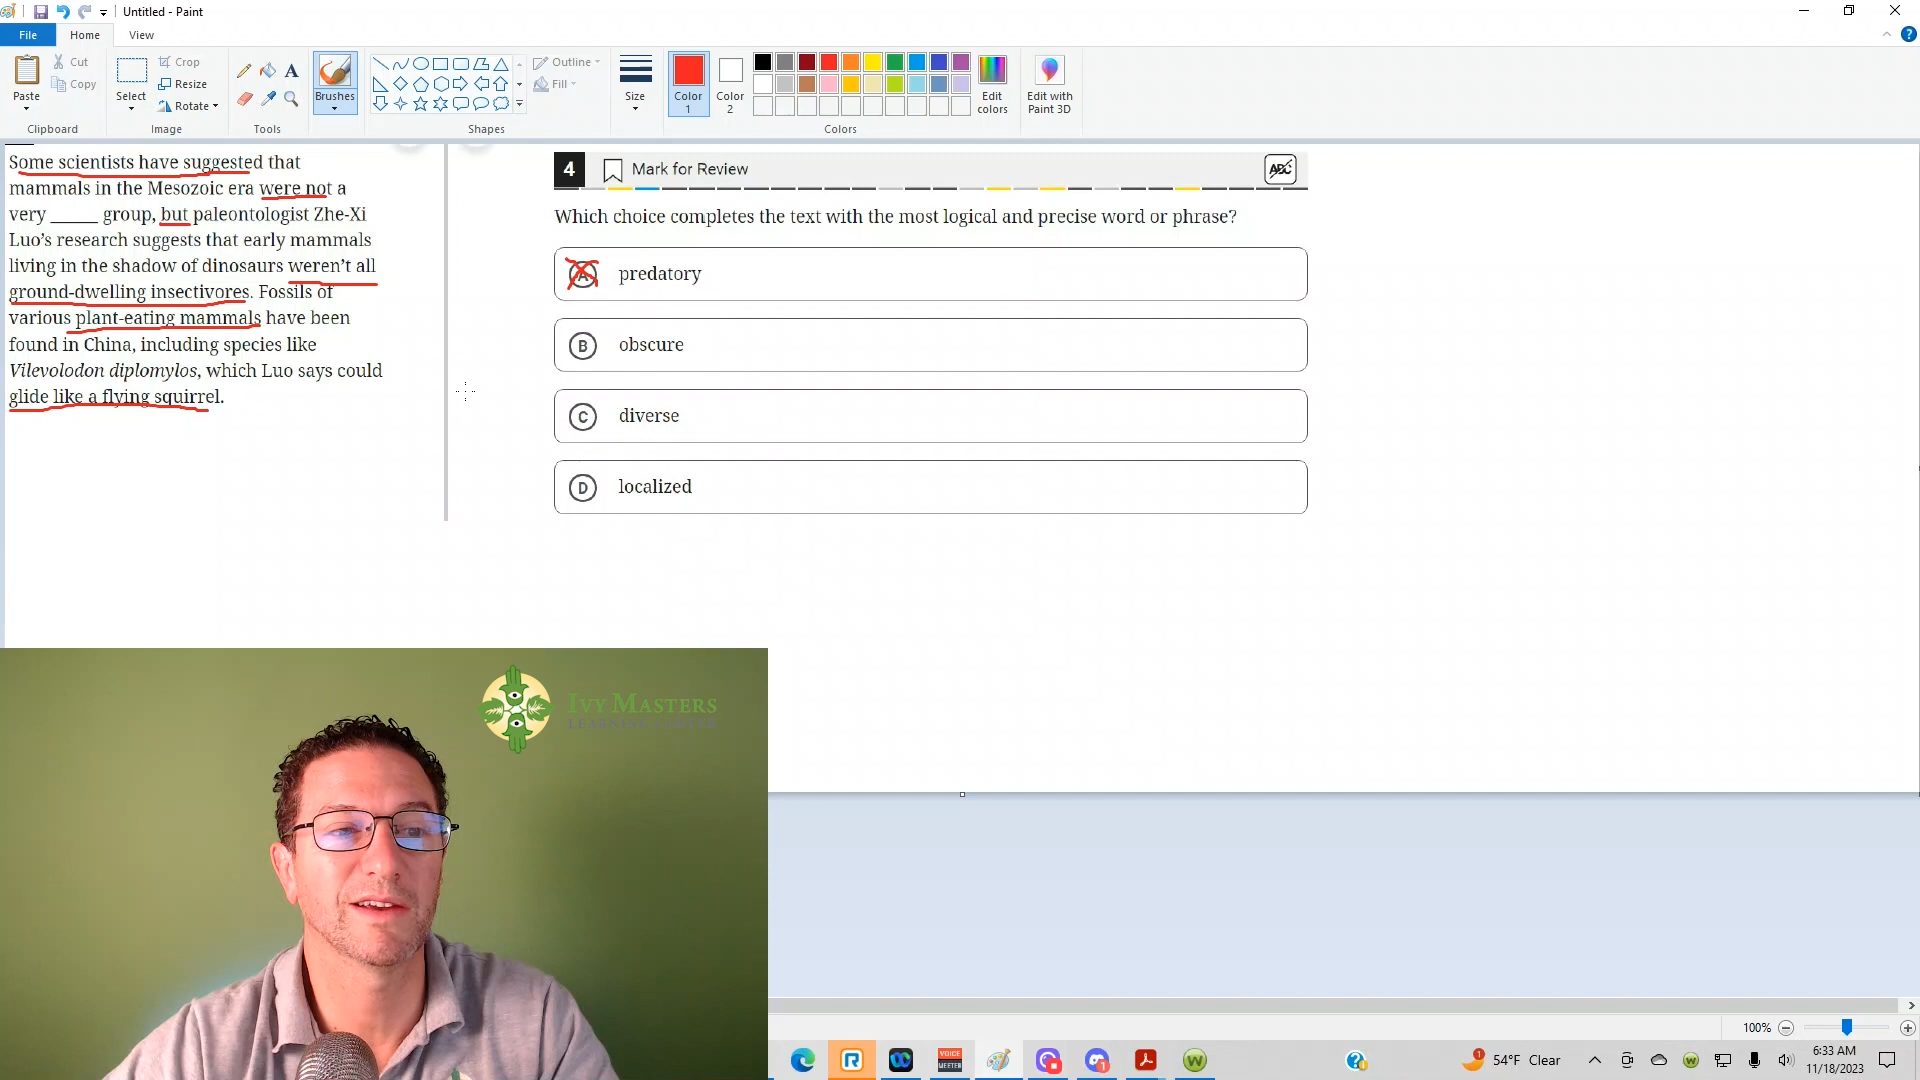 Untitled - Paint
File Home View
Paste
Cut
Copy
Clipboard
Select
Crop
Resize
Rotate
Image
A
Tools
Brushes
Shapes
Outline
Fill
Size
Color 1
Color 2
Colors
Edit colors
Edit with Paint 3D
Some scientists have suggested that
mammals in the Mesozoic era were not a
very ______ group, but paleontologist Zhe-Xi
Luo's research suggests that early mammals
living in the shadow of dinosaurs weren't all
ground-dwelling insectivores. Fossils of
various plant-eating mammals have been
found in China, including species like
Vilevolodon diplomylos, which Luo says could
glide like a flying squirrel.
4 Mark for Review ABC
Which choice completes the text with the most logical and precise word or phrase?
A predatory
B obscure
C diverse
D localized
IVY MASTERS
LEARNING CENTER
100%
VOICE MEETER
1
54°F Clear
6:33 AM
11/18/2023